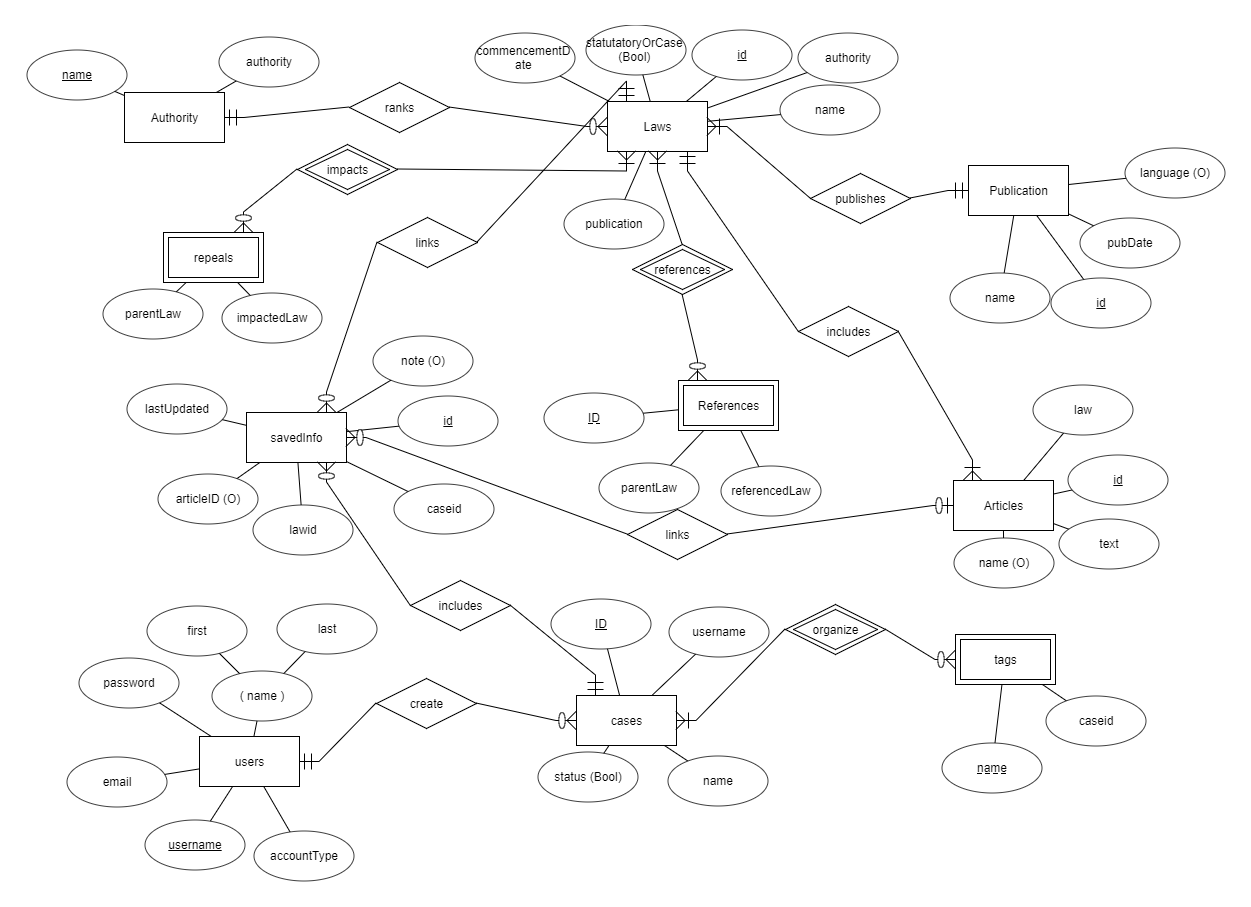 commencementD
ate
statutatoryOrCase
(Bool)
id
authority
name
authority
name
Authority
ranks
Laws
impacts
publication
publishes
Publication
language (O)
pubDate
name
id
links
references
repeals
parentLaw
impactedLaw
includes
note (O)
lastUpdated
id
savedInfo
articleID (O)
lawid
caseid
References
ID
parentLaw
referencedLaw
law
id
Articles
text
name (O)
links
includes
ID
username
organize
tags
caseid
name
first
last
password
( name )
create
cases
status (Bool)
name
users
email
username
accountType